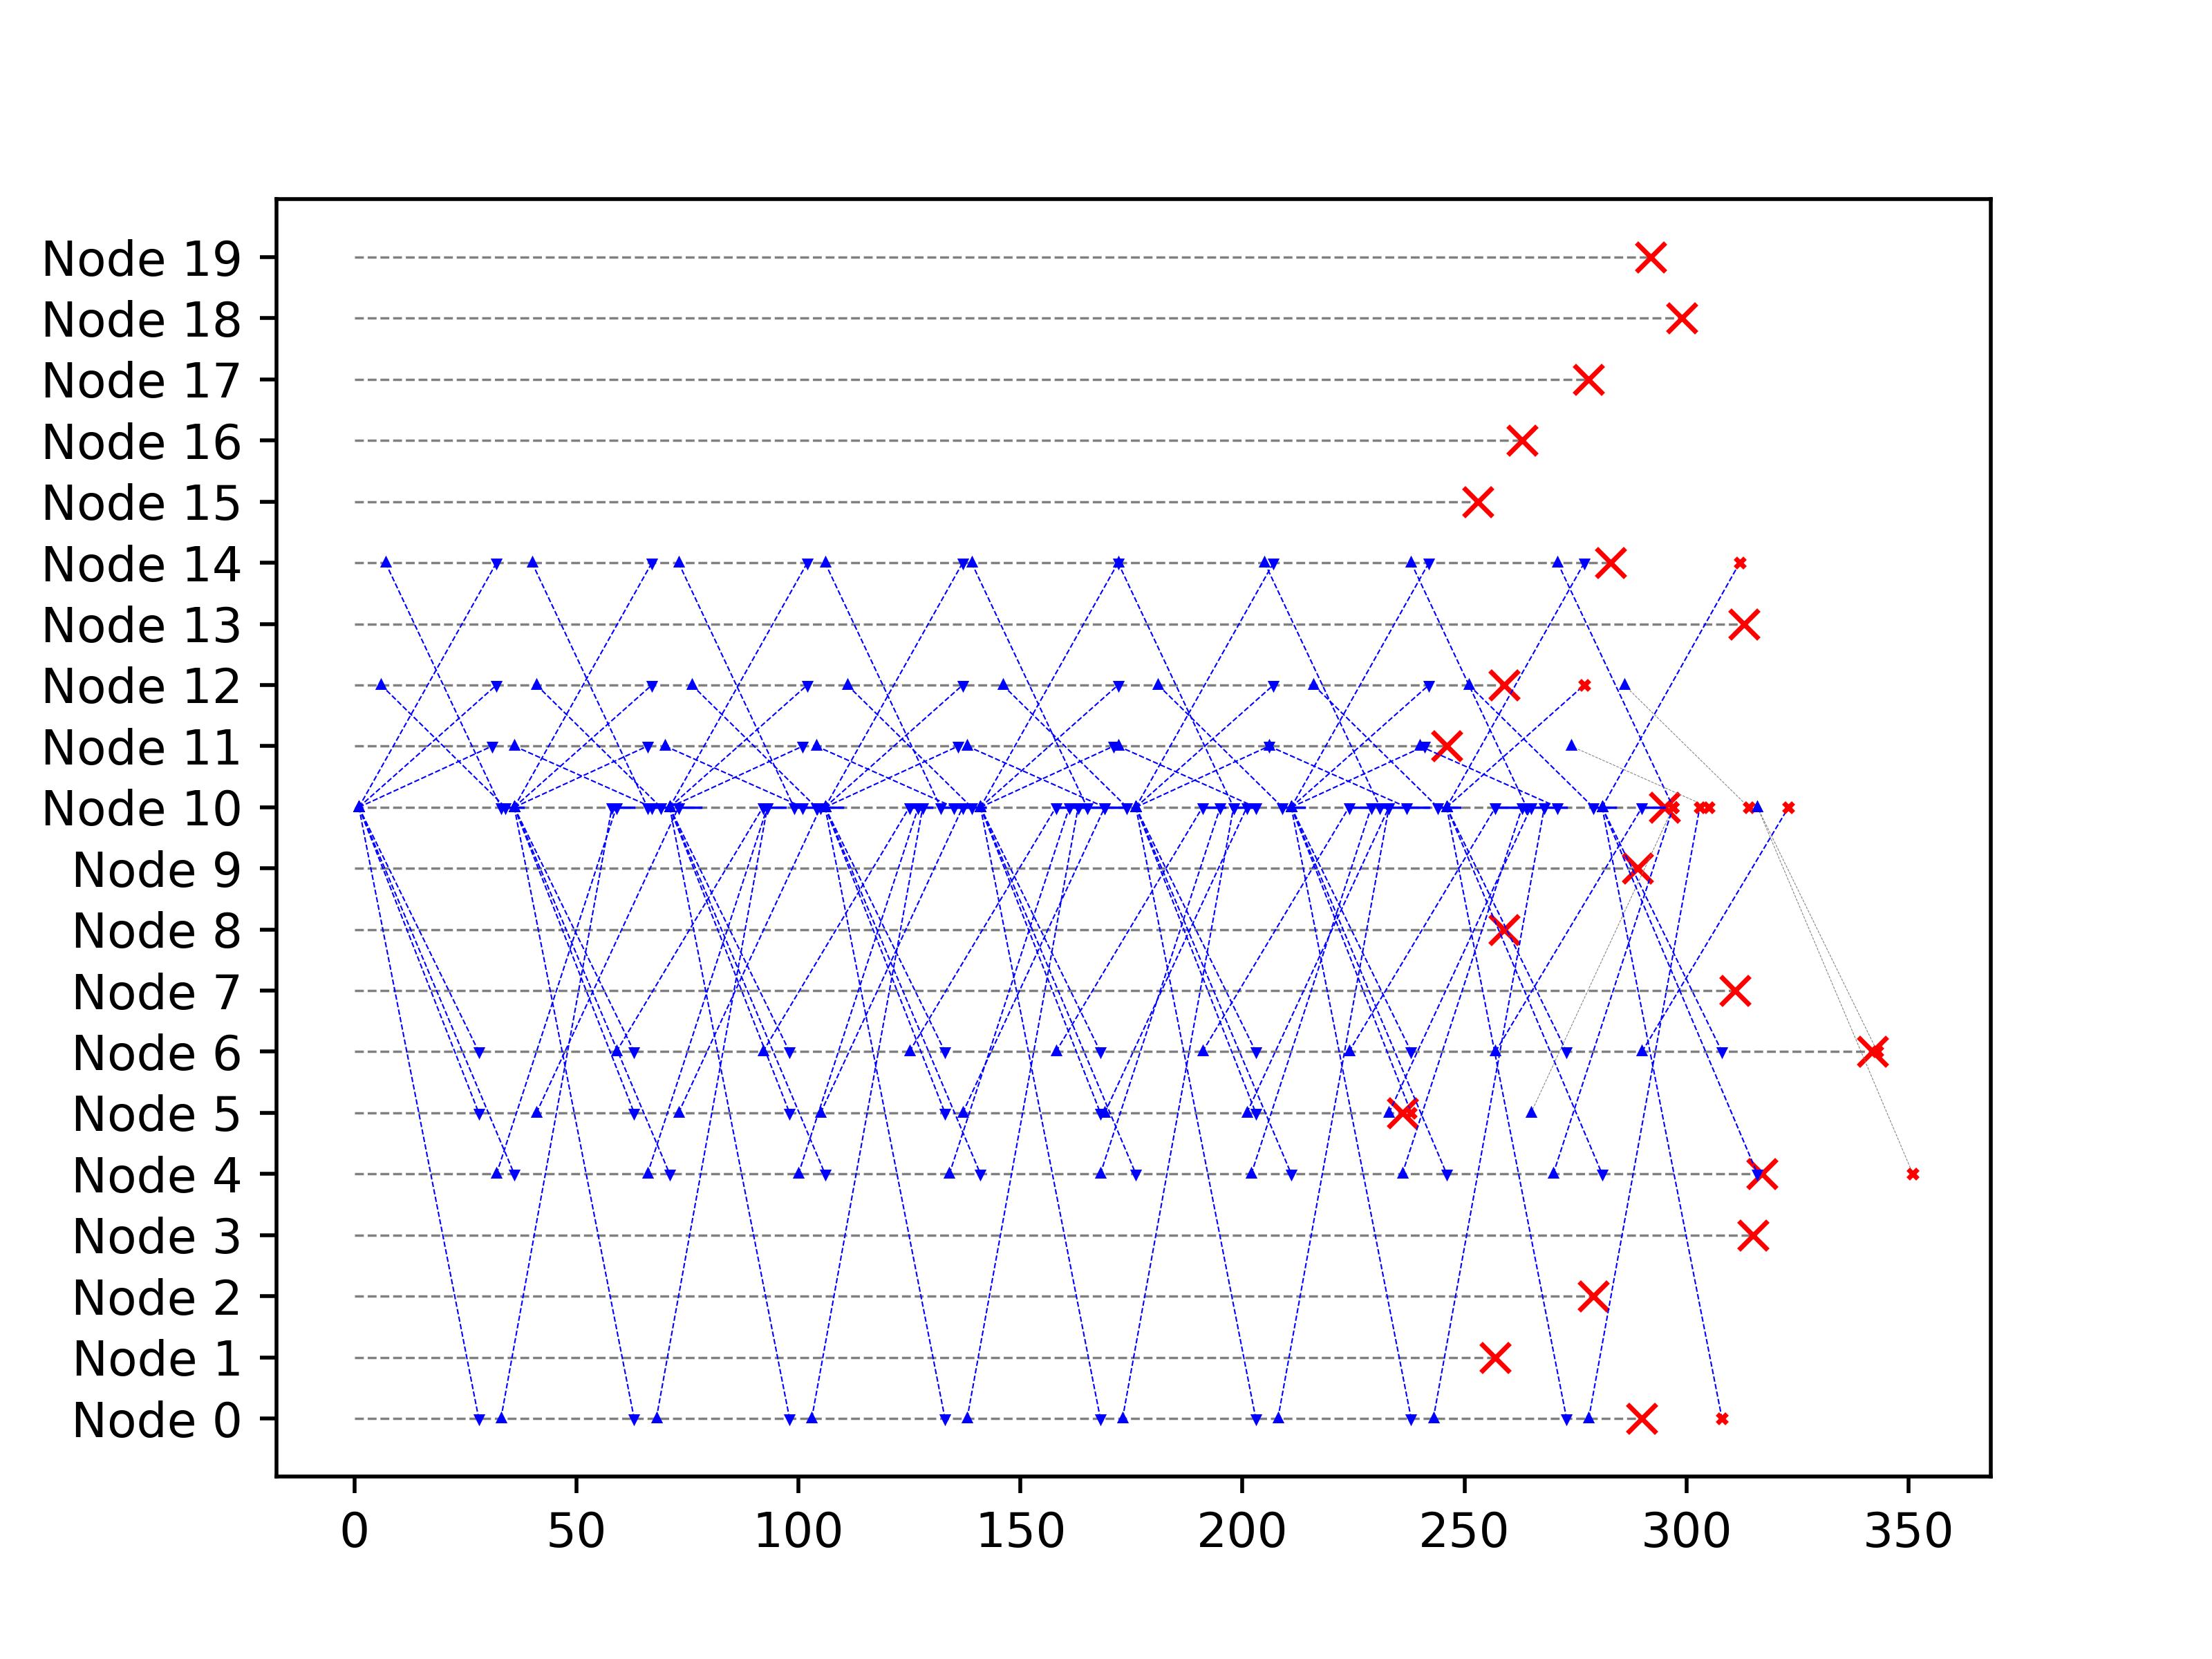 Node 19
Node 18
Node 17
Node 16
Node 15
Node 14
Node 13
Node 12
Node 11
Node 10
Node 9
Node 8
Node 7
Node 6
Node 5
Node 4
Node 3
Node 2
Node 1
Node 0
0 50 100 150 200 250 300 350